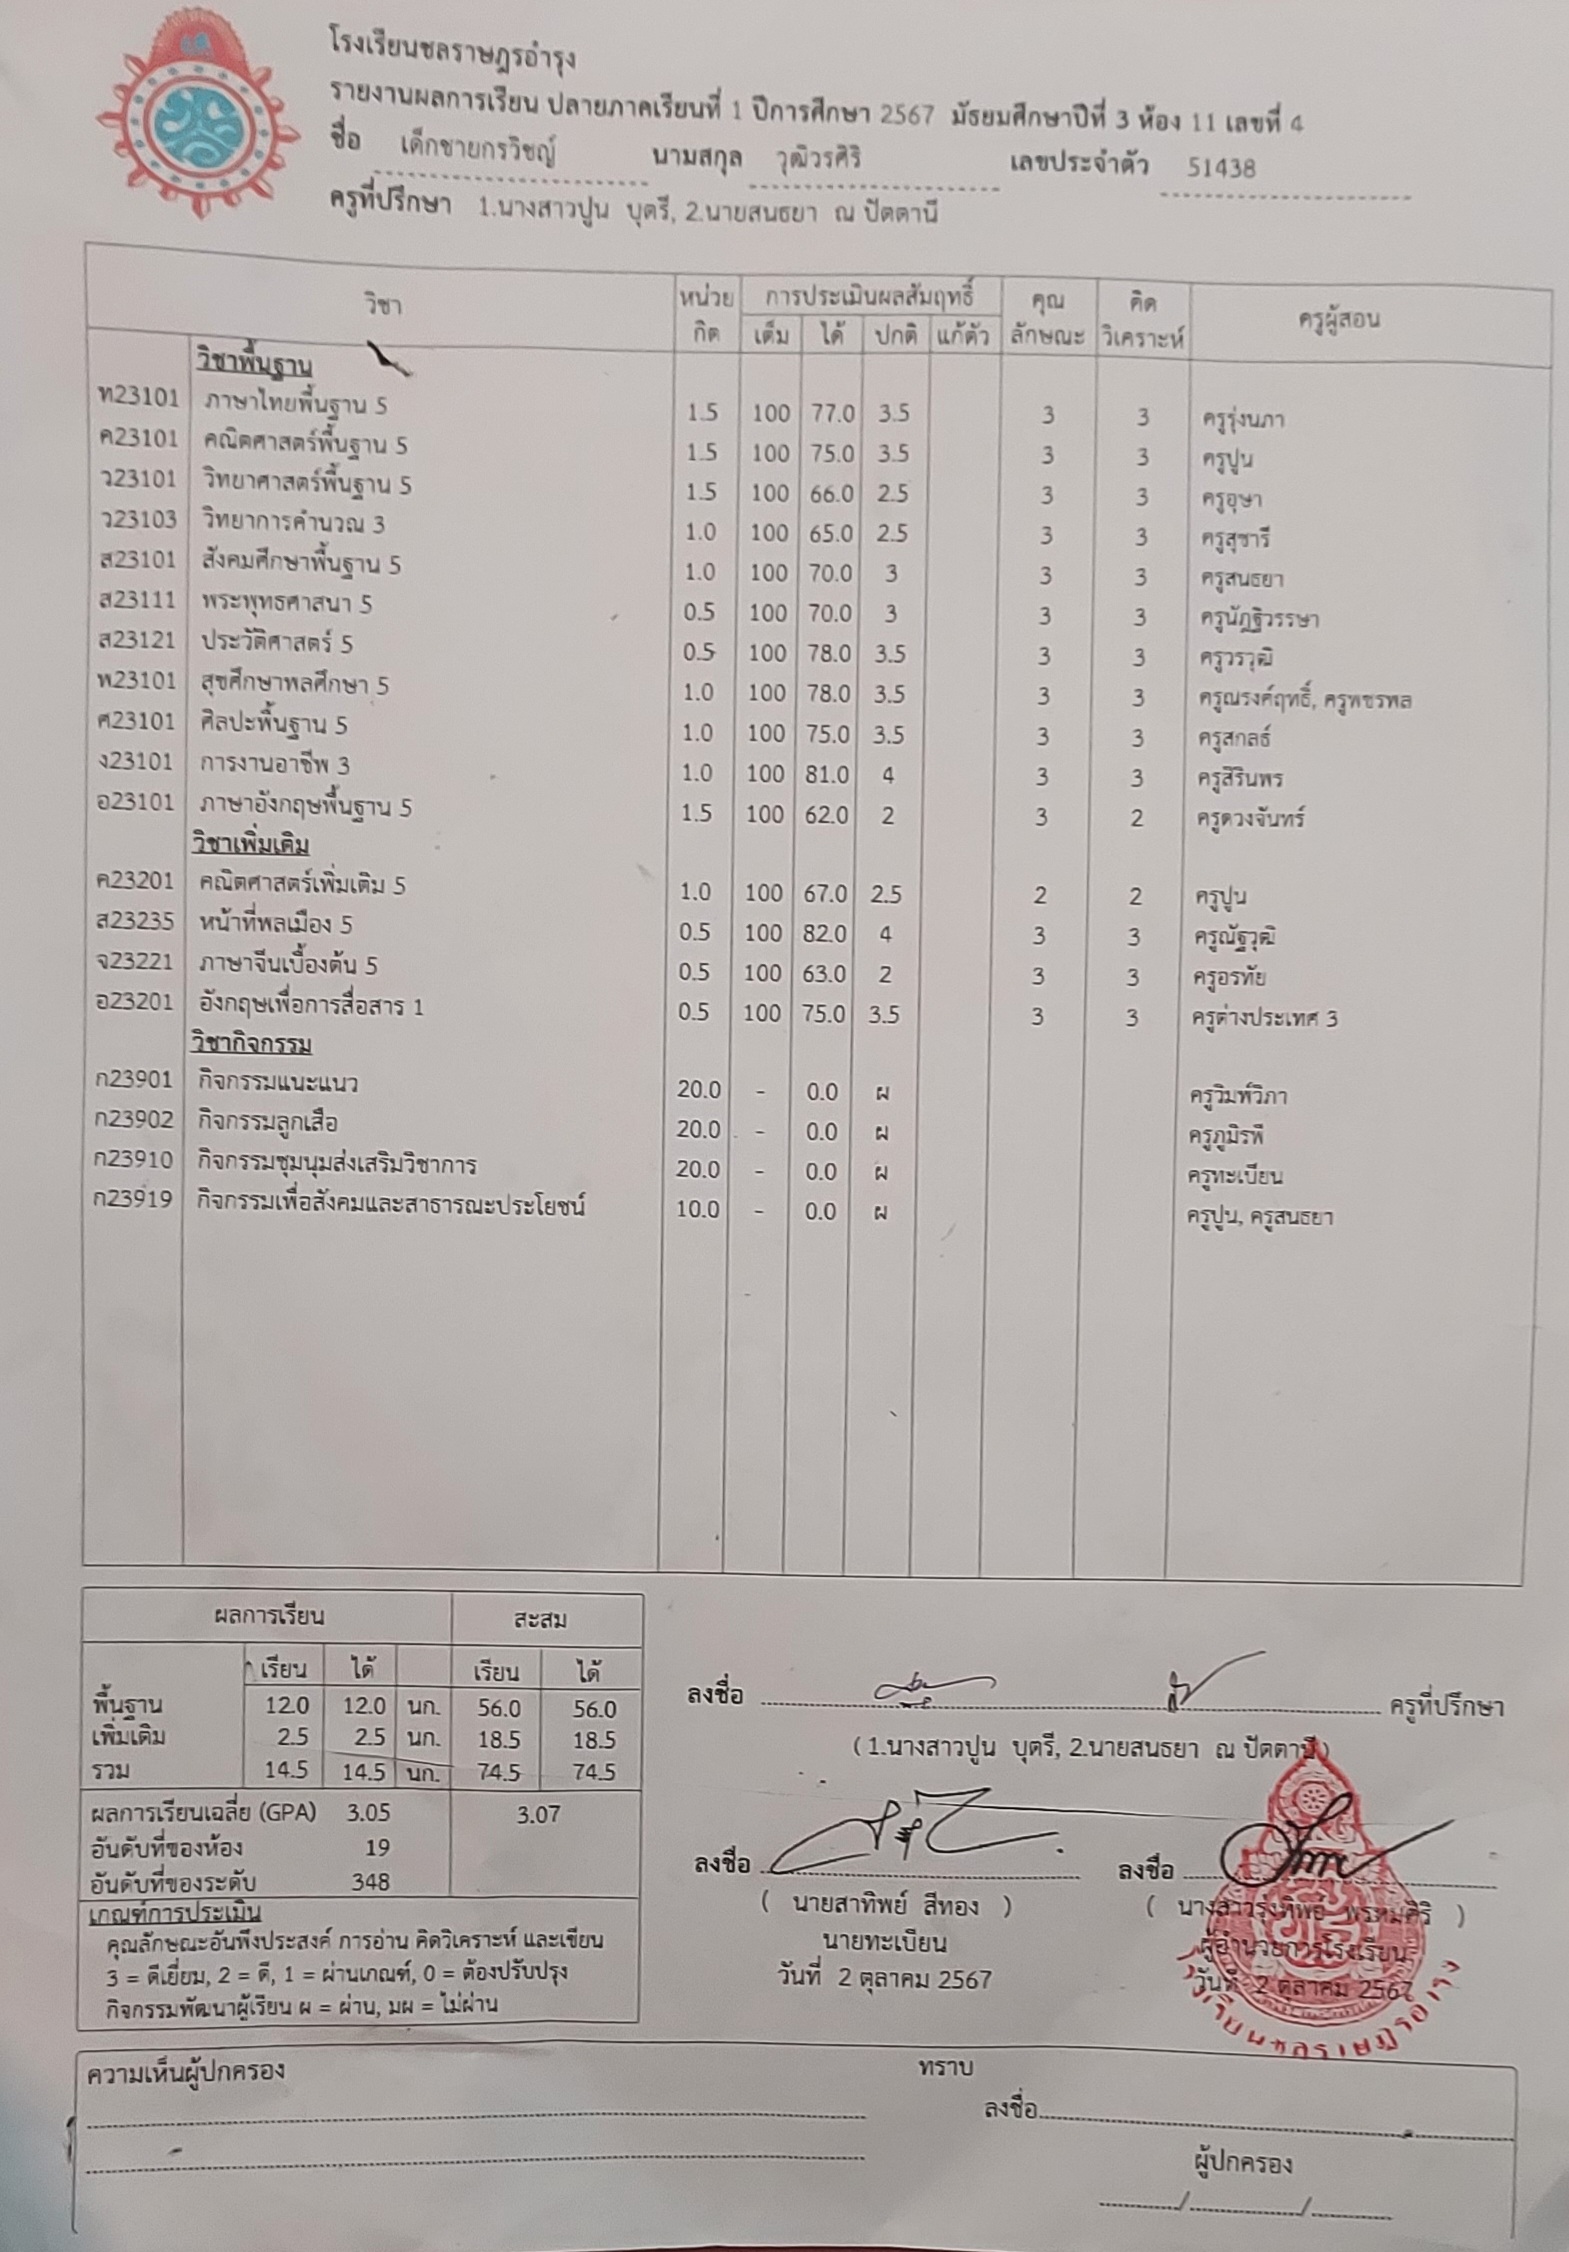 โรงเรียนชลราษฎรอำรุง
รายงานผลการเรียน ปลายภาคเรียนที่ 1 ปีการศึกษา 2567 มัธยมศึกษาปีที่ 3 ห้อง 11 เลขที่ 4
ชื่อ เด็กชายกรวิชญ์ นามสกุล วุฒิวรศิริ เลขประจำตัว 51438
ครูที่ปรึกษา 1.นางสาวปูน บุตรี, 2.นายสนธยา ณ ปัตตานี
วิชา หน่วยกิต การประเมินผลสัมฤทธิ์ คุณลักษณะ คิดวิเคราะห์ ครูผู้สอน
เต็ม ได้ ปกติ แก้ตัว
วิชาพื้นฐาน
ท23101 ภาษาไทยพื้นฐาน 5 1.5 100 77.0 3.5 3 3 ครูรุ่งนภา
ค23101 คณิตศาสตร์พื้นฐาน 5 1.5 100 75.0 3.5 3 3 ครูปูน
ว23101 วิทยาศาสตร์พื้นฐาน 5 1.5 100 66.0 2.5 3 3 ครูอุษา
ว23103 วิทยาการคำนวณ 3 1.0 100 65.0 2.5 3 3 ครูสุชารี
ส23101 สังคมศึกษาพื้นฐาน 5 1.0 100 70.0 3 3 3 ครูสนธยา
ส23111 พระพุทธศาสนา 5 0.5 100 70.0 3 3 3 ครูนัฏฐิวรรษา
ส23121 ประวัติศาสตร์ 5 0.5 100 78.0 3.5 3 3 ครูวรวุฒิ
พ23101 สุขศึกษาพลศึกษา 5 1.0 100 78.0 3.5 3 3 ครูณรงค์ฤทธิ์, ครูพชรพล
ศ23101 ศิลปะพื้นฐาน 5 1.0 100 75.0 3.5 3 3 ครูสกลธ์
ง23101 การงานอาชีพ 3 1.0 100 81.0 4 3 3 ครูสิรินพร
อ23101 ภาษาอังกฤษพื้นฐาน 5 1.5 100 62.0 2 3 2 ครูดวงจันทร์
วิชาเพิ่มเติม
ค23201 คณิตศาสตร์เพิ่มเติม 5 1.0 100 67.0 2.5 2 2 ครูปูน
ส23235 หน้าที่พลเมือง 5 0.5 100 82.0 4 3 3 ครูณัฐวุฒิ
จ23221 ภาษาจีนเบื้องต้น 5 0.5 100 63.0 2 3 3 ครูอรทัย
อ23201 อังกฤษเพื่อการสื่อสาร 1 0.5 100 75.0 3.5 3 3 ครูต่างประเทศ 3
วิชากิจกรรม
ก23901 กิจกรรมแนะแนว 20.0 - 0.0 ผ ครูวิมพ์วิภา
ก23902 กิจกรรมลูกเสือ 20.0 - 0.0 ผ ครูภูมิรพี
ก23910 กิจกรรมชุมนุมส่งเสริมวิชาการ 20.0 - 0.0 ผ ครูทะเบียน
ก23919 กิจกรรมเพื่อสังคมและสาธารณะประโยชน์ 10.0 - 0.0 ผ ครูปูน, ครูสนธยา
ผลการเรียน สะสม
เรียน ได้ เรียน ได้
พื้นฐาน 12.0 12.0 นก. 56.0 56.0
เพิ่มเติม 2.5 2.5 นก. 18.5 18.5
รวม 14.5 14.5 นก. 74.5 74.5
ผลการเรียนเฉลี่ย (GPA) 3.05 3.07
อันดับที่ของห้อง 19
อันดับที่ของระดับ 348
เกณฑ์การประเมิน
คุณลักษณะอันพึงประสงค์ การอ่าน คิดวิเคราะห์ และเขียน
3 = ดีเยี่ยม, 2 = ดี, 1 = ผ่านเกณฑ์, 0 = ต้องปรับปรุง
กิจกรรมพัฒนาผู้เรียน ผ = ผ่าน, มผ = ไม่ผ่าน
ลงชื่อ ครูที่ปรึกษา
( 1.นางสาวปูน บุตรี, 2.นายสนธยา ณ ปัตตานี )
ลงชื่อ
( นายสาทิพย์ สีทอง )
นายทะเบียน
วันที่ 2 ตุลาคม 2567
ลงชื่อ
( นางสาวรุ่งทิพย์ พรหมศิริ )
ผู้อำนวยการโรงเรียน
วันที่ 2 ตุลาคม 2567
โรงเรียนชลราษฎรอำรุง
ความเห็นผู้ปกครอง
ทราบ
ลงชื่อ
ผู้ปกครอง